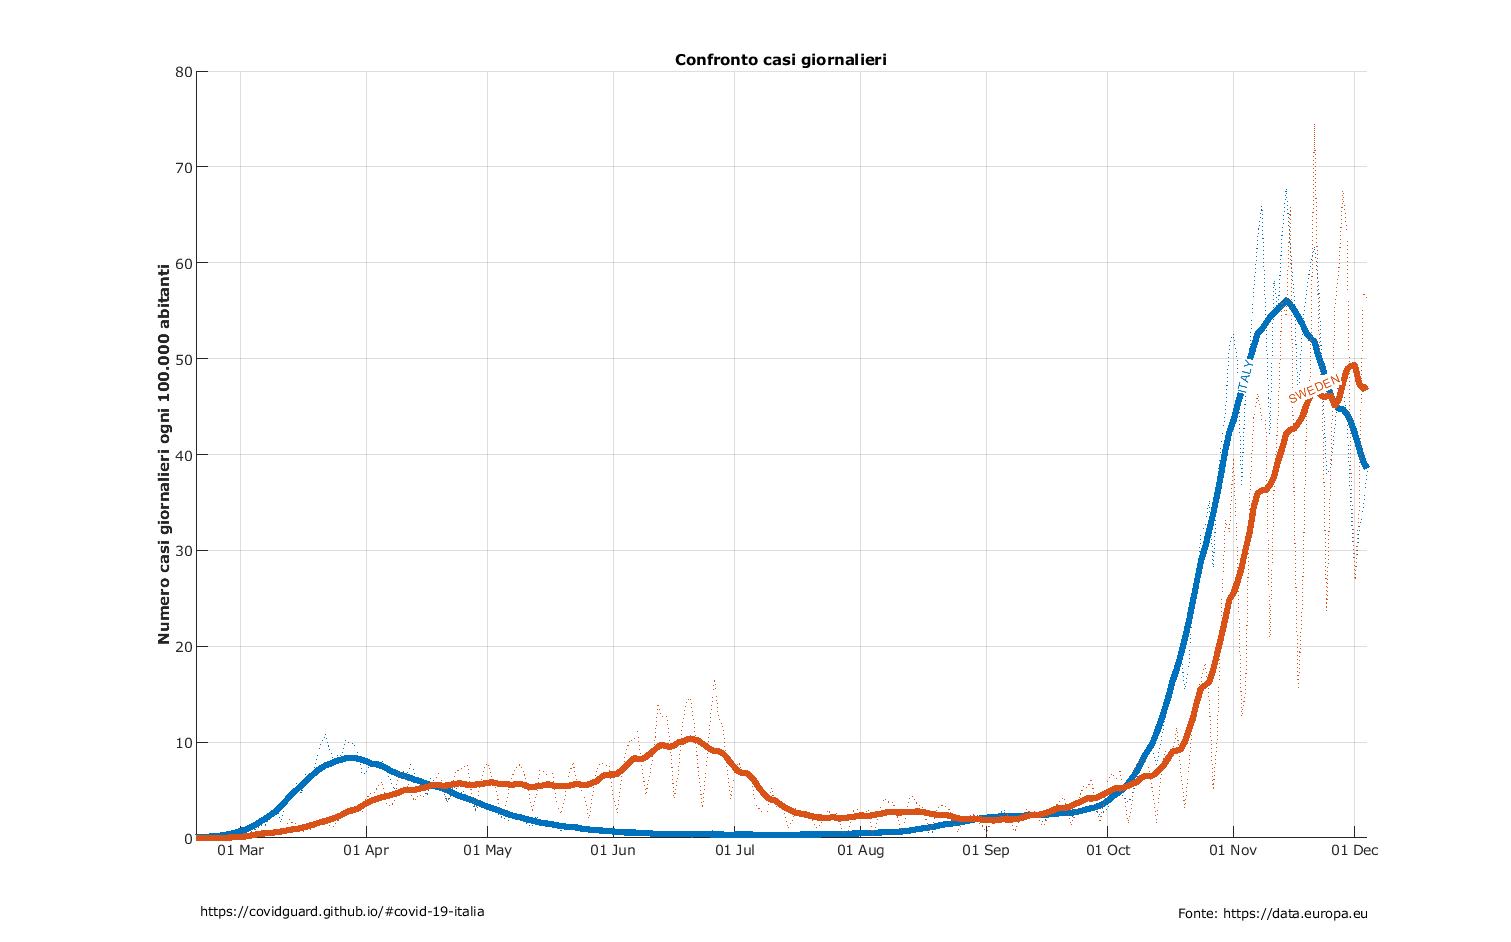 Confronto casi giornalieri
Numero casi giornalieri ogni 100.000 abitanti
80
70
60
50
40
30
20
10
0
ITALY
SWEDEN
01 Mar
01 Apr
01 May
01 Jun
01 Jul
01 Aug
01 Sep
01 Oct
01 Nov
01 Dec
https://covidguard.github.io/#covid-19-italia
Fonte: https://data.europa.eu